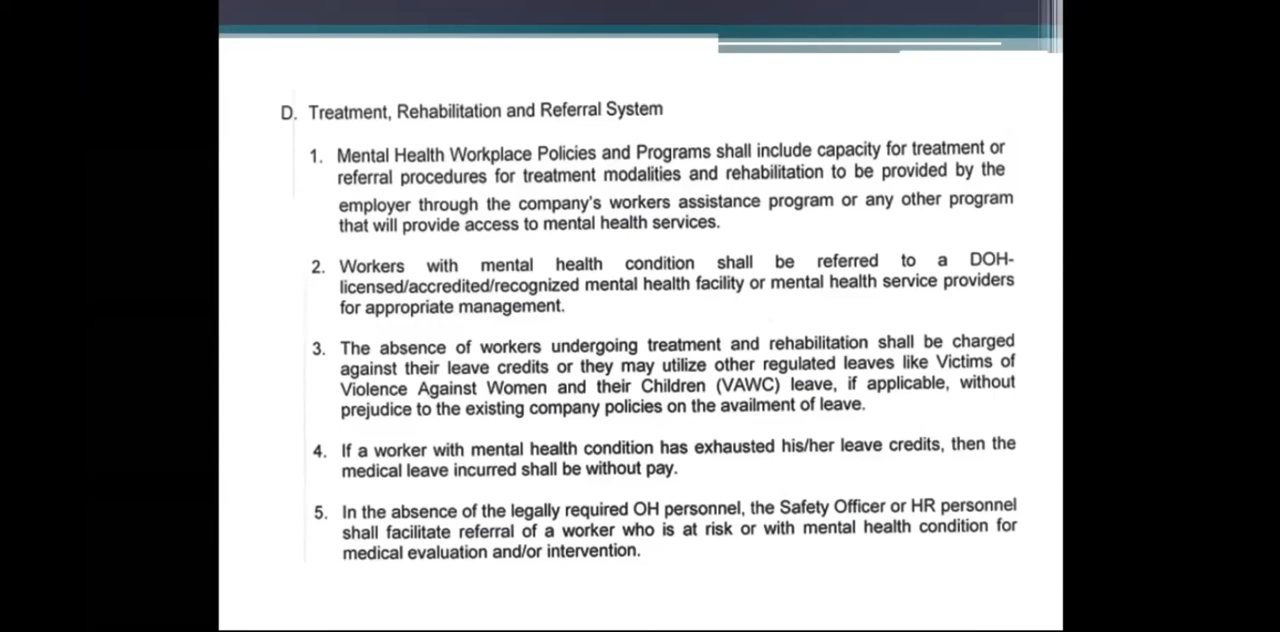 D. Treatment, Rehabilitation and Referral System
1. Mental Health Workplace Policies and Programs shall include capacity for treatment or
referral procedures for treatment modalities and rehabilitation to be provided by the
employer through the company's workers assistance program or any other program
that will provide access to mental health services.
2. Workers with mental health condition shall be referred to a DOH-
licensed/accredited/recognized mental health facility or mental health service providers
for appropriate management.
3. The absence of workers undergoing treatment and rehabilitation shall be charged
against their leave credits or they may utilize other regulated leaves like Victims of
Violence Against Women and their Children (VAWC) leave, if applicable, without
prejudice to the existing company policies on the availment of leave.
4. If a worker with mental health condition has exhausted his/her leave credits, then the
medical leave incurred shall be without pay.
5. In the absence of the legally required OH personnel, the Safety Officer or HR personnel
shall facilitate referral of a worker who is at risk or with mental health condition for
medical evaluation and/or intervention.